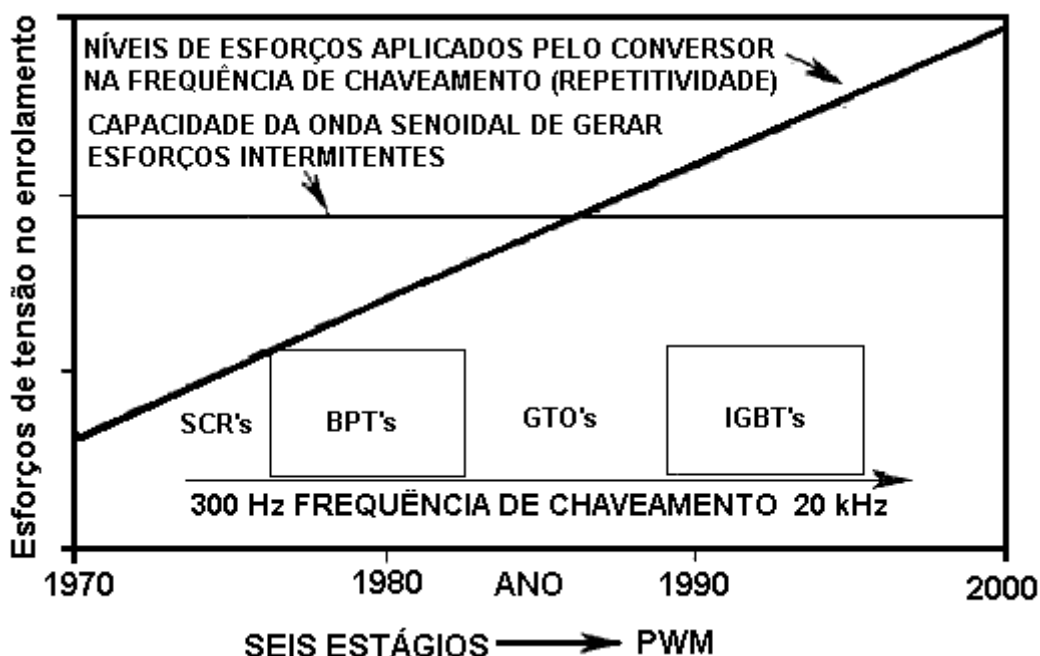 Esforços de tensão no enrolamento
NÍVEIS DE ESFORÇOS APLICADOS PELO CONVERSOR
NA FREQUÊNCIA DE CHAVEAMENTO (REPETITIVIDADE)
CAPACIDADE DA ONDA SENOIDAL DE GERAR
ESFORÇOS INTERMITENTES
SCR's BPT's GTO's IGBT's
300 Hz FREQUÊNCIA DE CHAVEAMENTO 20 kHz
1970 1980 ANO 1990 2000
SEIS ESTÁGIOS PWM